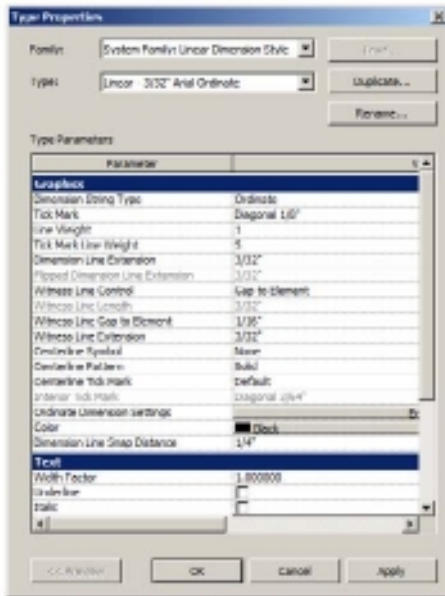 Type Properties
Family: System Family: Linear Dimension Style Load...
Type: Linear - 3/32" Arial Ordinate Duplicate...
Rename...
Type Parameters
Parameter
Graphics
Dimension String Type Ordinate
Tick Mark Diagonal 1/8"
Line Weight 1
Tick Mark Line Weight 5
Dimension Line Extension 3/32"
Flipped Dimension Line Extension 3/32"
Witness Line Control Gap to Element
Witness Line Length 3/32"
Witness Line Gap to Element 1/16"
Witness Line Extension 3/32"
Centerline Symbol None
Centerline Pattern Solid
Centerline Tick Mark Default
Interior Tick Mark Diagonal
Ordinate Dimension Settings
Color Black
Dimension Line Snap Distance 1/4"
Text
Width Factor 1.000000
Underline
Italic
<< Preview OK Cancel Apply